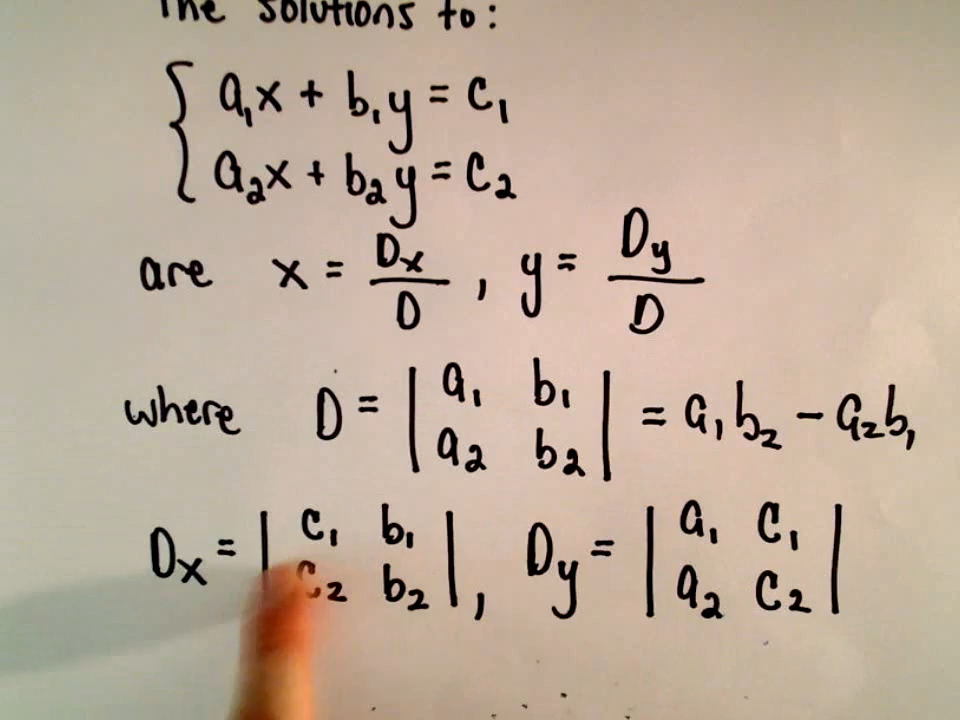 The solutions to:
a₁x + b₁y = c₁
a₂x + b₂y = c₂
are x = Dx/D , y = Dy/D
where D = | a₁ b₁ | = a₁b₂ − a₂b₁
| a₂ b₂ |
Dx = | c₁ b₁ | , Dy = | a₁ c₁ |
| c₂ b₂ | | a₂ c₂ |